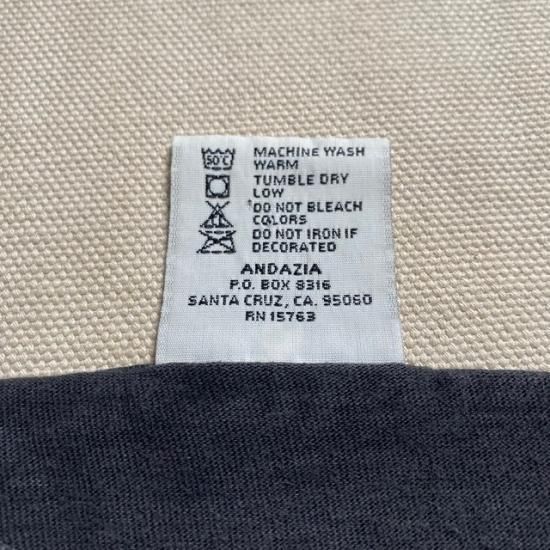 50°C MACHINE WASH
WARM
TUMBLE DRY
LOW
DO NOT BLEACH
COLORS
DO NOT IRON IF
DECORATED
ANDAZIA
P.O. BOX 8316
SANTA CRUZ, CA. 95060
RN 15763